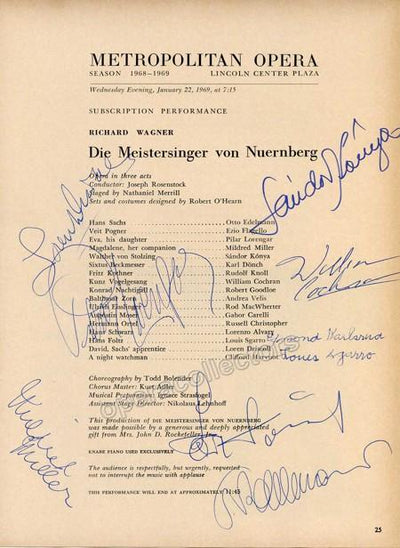 METROPOLITAN OPERA
SEASON 1968–1969 LINCOLN CENTER PLAZA
Wednesday Evening, January 22, 1969, at 7:15
SUBSCRIPTION PERFORMANCE
RICHARD WAGNER
Die Meistersinger von Nuernberg
Opera in three acts
Conductor: Joseph Rosenstock
Staged by Nathaniel Merrill
Sets and costumes designed by Robert O'Hearn
Hans Sachs Otto Edelmann
Veit Pogner Ezio Flagello
Eva, his daughter Pilar Lorengar
Magdalene, her companion Mildred Miller
Walther von Stolzing Sándor Kónya
Sixtus Beckmesser Karl Dönch
Fritz Kothner Rudolf Knoll
Kunz Vogelgesang William Cochran
Konrad Nachtigall Robert Goodloe
Balthasar Zorn Andrea Velis
Ulrich Eisslinger Rod MacWherter
Augustin Moser Gabor Carelli
Hermann Ortel Russell Christopher
Hans Schwarz Lorenzo Alvary
Hans Foltz Louis Sgarro
David, Sachs' apprentice Loren Driscoll
A night watchman Clifford Harvuot
Choreography by Todd Bolender
Chorus Master: Kurt Adler
Musical Preparation: Ignace Strasfogel
Assistant Stage Director: Nikolaus Lehnhoff
This production of DIE MEISTERSINGER VON NUERNBERG
was made possible by a generous and deeply appreciated
gift from Mrs. John D. Rockefeller, Jr.
KNABE PIANO USED EXCLUSIVELY
The audience is respectfully, but urgently, requested
not to interrupt the music with applause
THIS PERFORMANCE WILL END AT APPROXIMATELY 11:45
25
Sándor Kónya
William
Cochran
Mildred
Miller
Pilar Lorengar
Loren Driscoll